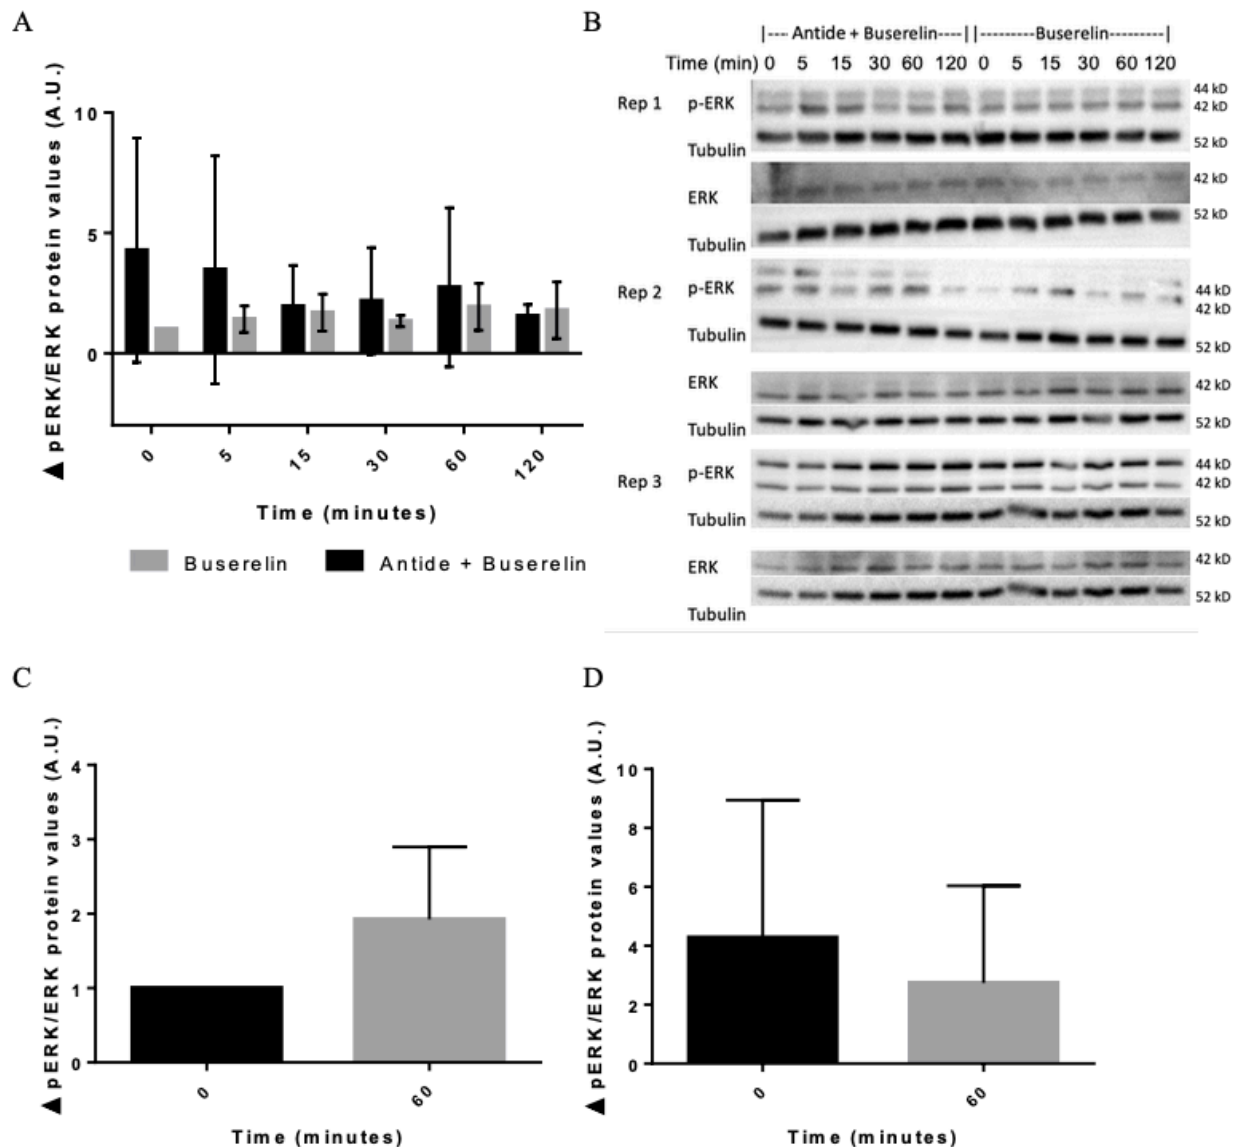 A
▲ pERK/ERK protein values (A.U.)
10
5
0
0 5 15 30 60 120
Time (minutes)
Buserelin
Antide + Buserelin
B
|--- Antide + Buserelin----||---------Buserelin--------|
Time (min) 0 5 15 30 60 120 0 5 15 30 60 120
Rep 1 p-ERK 44 kD
42 kD
Tubulin 52 kD
ERK 42 kD
Tubulin 52 kD
Rep 2 p-ERK 44 kD
42 kD
Tubulin 52 kD
ERK 42 kD
Tubulin 52 kD
Rep 3 p-ERK 44 kD
42 kD
Tubulin 52 kD
ERK 42 kD
Tubulin 52 kD
C
▲ pERK/ERK protein values (A.U.)
4
3
2
1
0
0 60
Time (minutes)
D
▲ pERK/ERK protein values (A.U.)
10
8
6
4
2
0
0 60
Time (minutes)